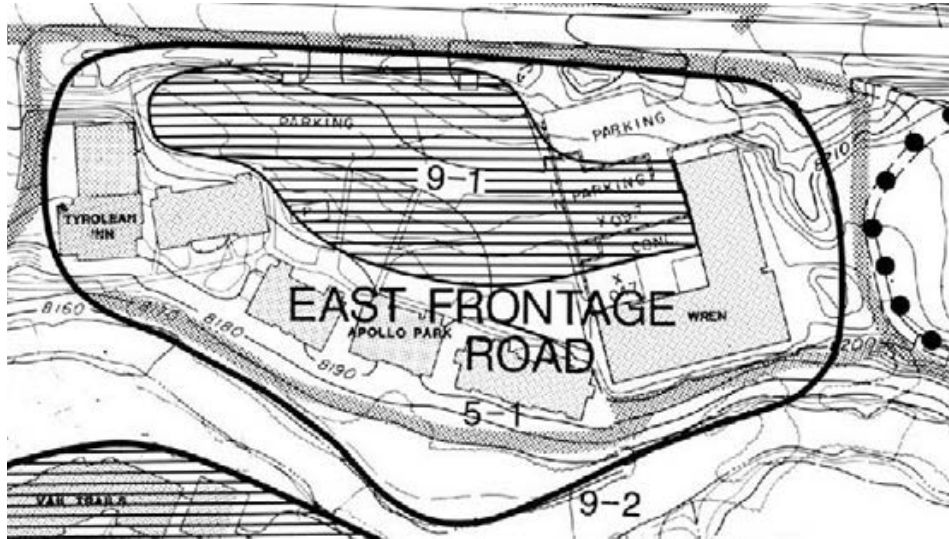 PARKING
PARKING
8210
9-1
PARKING
TYROLEAN
INN
CONC.
EAST FRONTAGE
ROAD
WREN
APOLLO PARK
8160
8170
8180
8190
5-1
VAIL TRAILS
9-2